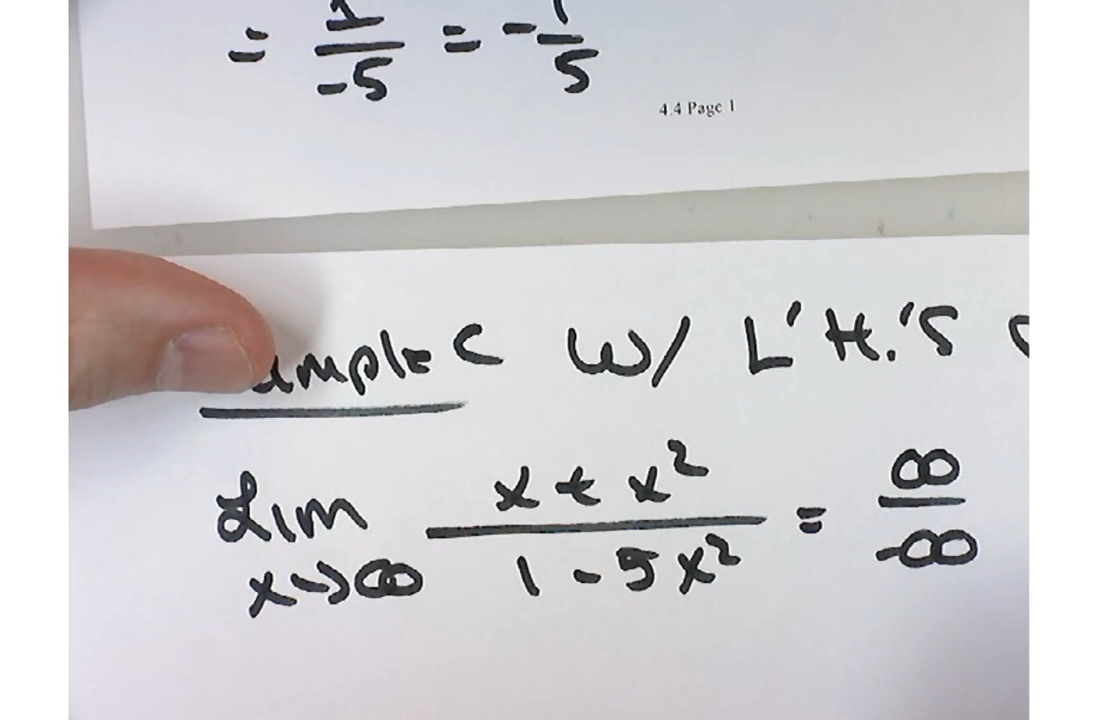 = 1/-5 = -1/5
4.4 Page 1
ample C W/ L'H.'S
Lim x→∞ x + x² / 1 - 5x² = ∞/-∞